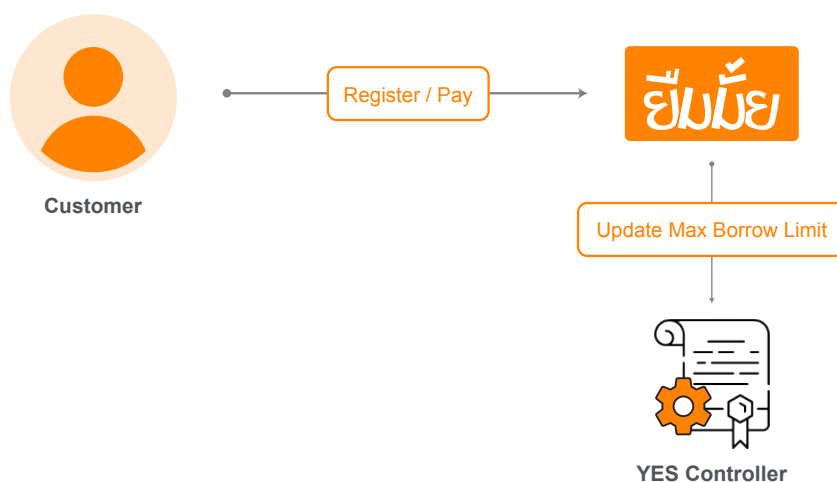 Register / Pay
ยืมมั้ย
Customer
Update Max Borrow Limit
YES Controller